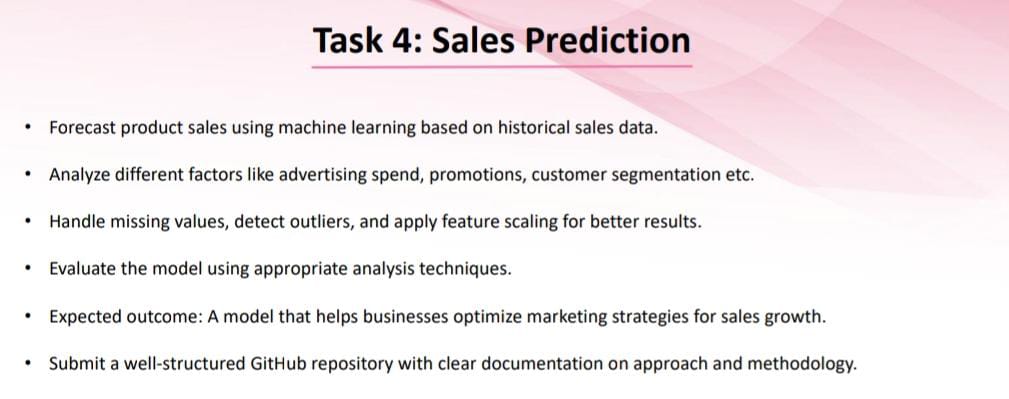 Task 4: Sales Prediction
• Forecast product sales using machine learning based on historical sales data.
• Analyze different factors like advertising spend, promotions, customer segmentation etc.
• Handle missing values, detect outliers, and apply feature scaling for better results.
• Evaluate the model using appropriate analysis techniques.
• Expected outcome: A model that helps businesses optimize marketing strategies for sales growth.
• Submit a well-structured GitHub repository with clear documentation on approach and methodology.